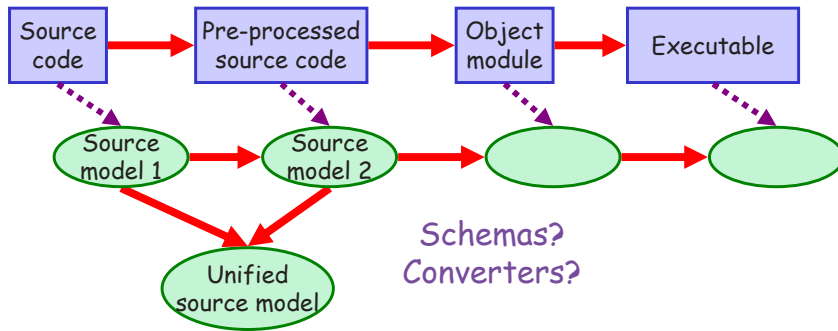 Source
code
Pre-processed
source code
Object
module
Executable
Source
model 1
Source
model 2
Schemas?
Converters?
Unified
source model